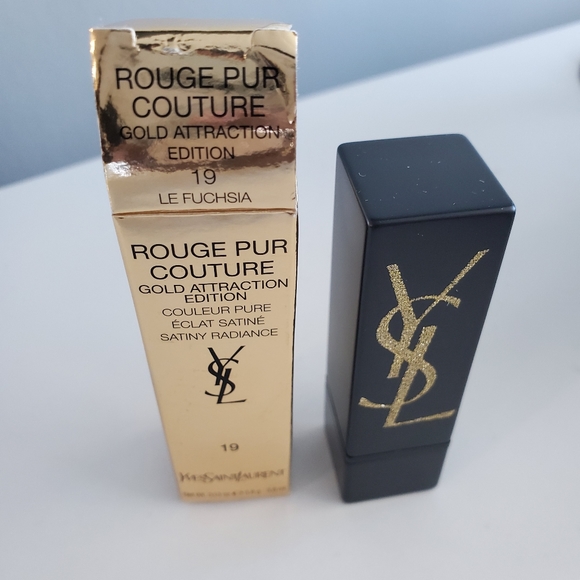 ROUGE PUR
COUTURE
GOLD ATTRACTION
EDITION
19
LE FUCHSIA
ROUGE PUR
COUTURE
GOLD ATTRACTION
EDITION
COULEUR PURE
ÉCLAT SATINÉ
SATINY RADIANCE
YSL
19
YVESSAINTLAURENT
YSL